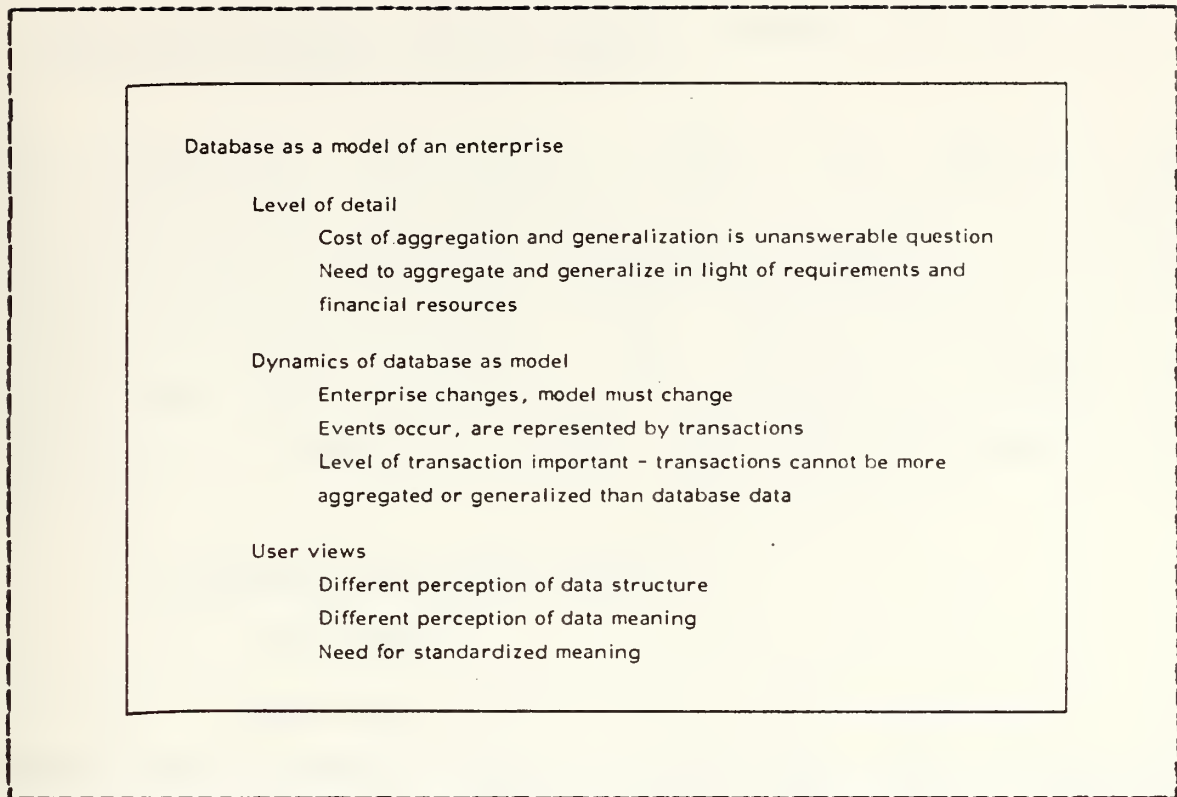 Database as a model of an enterprise
Level of detail
Cost of aggregation and generalization is unanswerable question
Need to aggregate and generalize in light of requirements and
financial resources
Dynamics of database as model
Enterprise changes, model must change
Events occur, are represented by transactions
Level of transaction important - transactions cannot be more
aggregated or generalized than database data
User views
Different perception of data structure
Different perception of data meaning
Need for standardized meaning